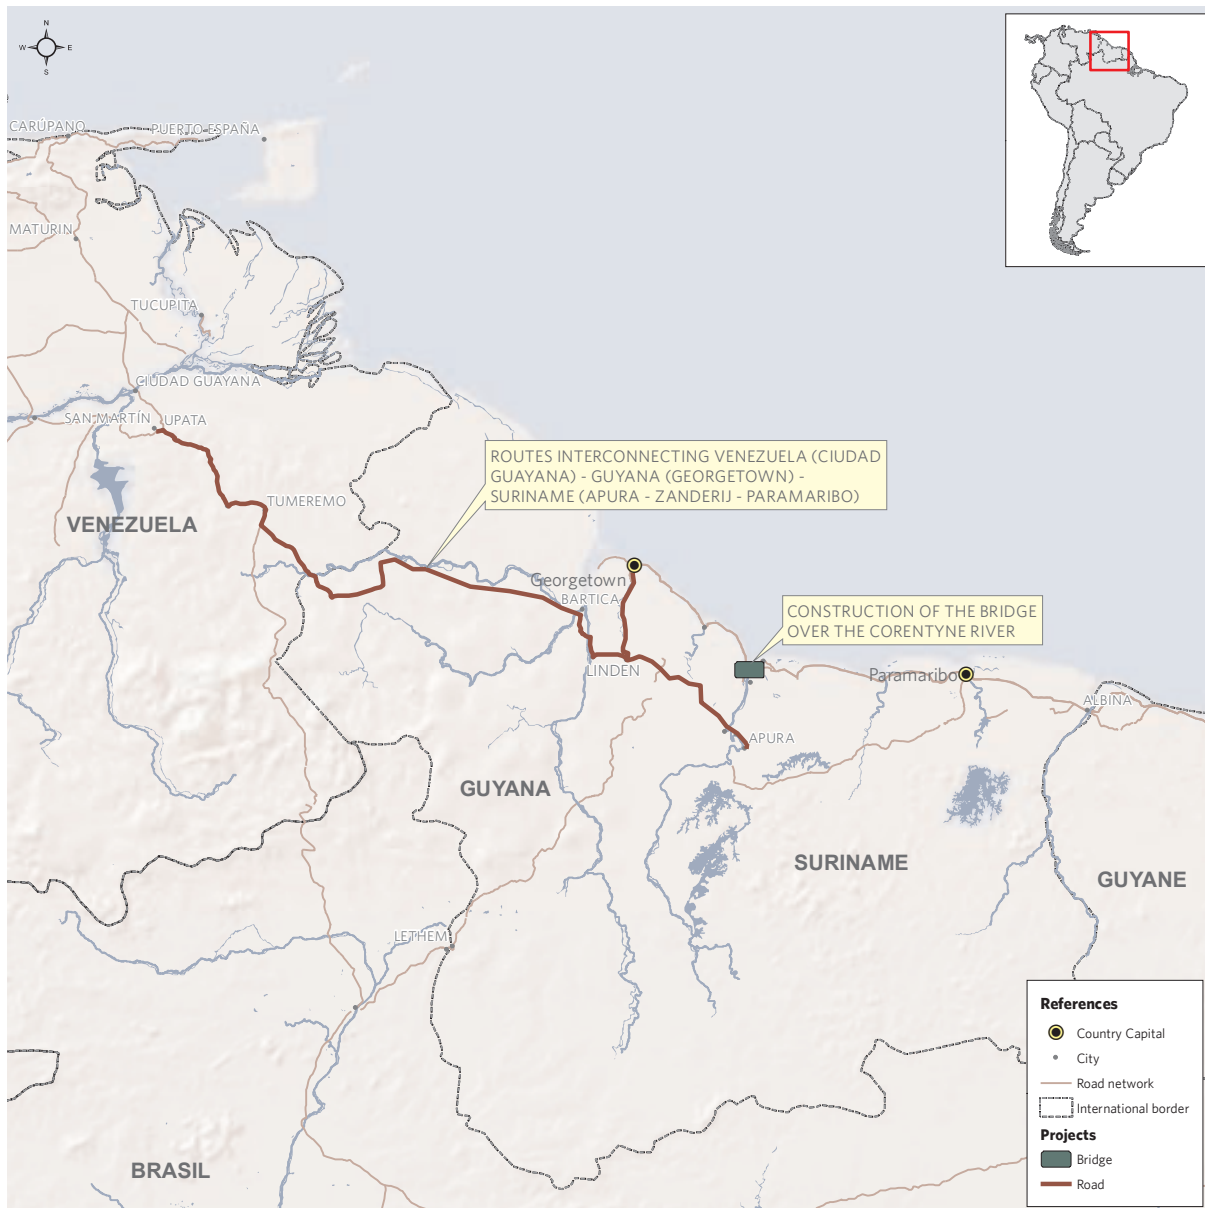 N
W
E
S
CARÚPANO
PUERTO ESPAÑA
MATURIN
TUCUPITA
CIUDAD GUAYANA
SAN MARTÍN
UPATA
ROUTES INTERCONNECTING VENEZUELA (CIUDAD
GUAYANA) - GUYANA (GEORGETOWN) -
SURINAME (APURA - ZANDERIJ - PARAMARIBO)
TUMEREMO
VENEZUELA
Georgetown
BARTICA
CONSTRUCTION OF THE BRIDGE
OVER THE CORENTYNE RIVER
LINDEN
Paramaribo
ALBINA
APURA
GUYANA
SURINAME
GUYANE
LETHEM
BRASIL
References
Country Capital
City
Road network
International border
Projects
Bridge
Road